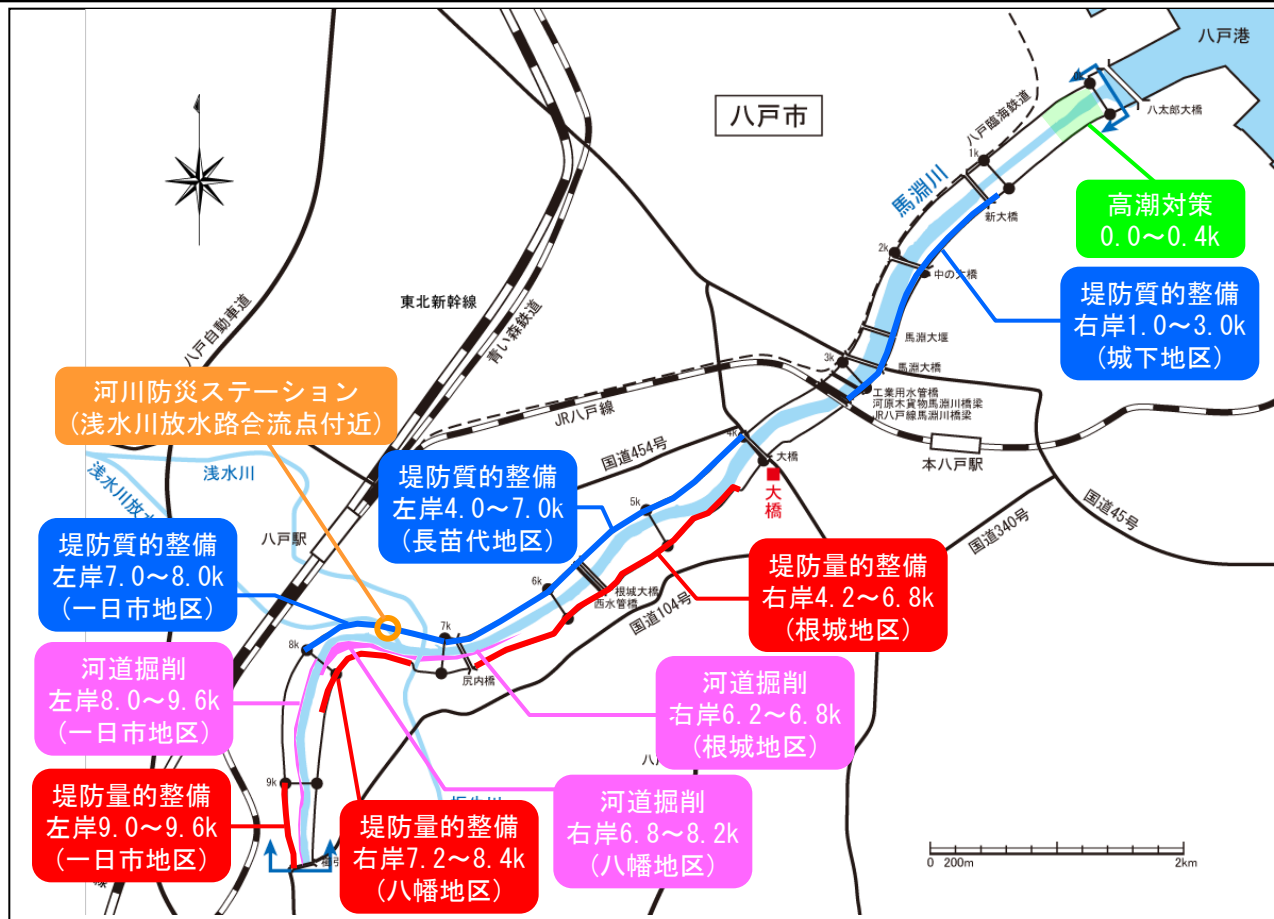 八戸港
八戸市
八戸臨海鉄道
八太郎大橋
1k
馬淵川
新大橋
高潮対策
0.0～0.4k
2k
中の大橋
堤防質的整備
右岸1.0～3.0k
(城下地区)
東北新幹線
青い森鉄道
八戸自動車道
馬淵大堰
3k
馬淵大橋
工業用水管橋
河原木貨物馬淵川橋梁
JR八戸線馬淵川橋梁
JR八戸線
本八戸駅
河川防災ステーション
(浅水川放水路合流点付近)
国道454号
4k
大橋
大橋
国道45号
国道340号
浅水川
浅水川放水
堤防質的整備
左岸4.0～7.0k
(長苗代地区)
5k
八戸駅
堤防質的整備
左岸7.0～8.0k
(一日市地区)
堤防量的整備
右岸4.2～6.8k
(根城地区)
6k
根城大橋
西水管橋
国道104号
7k
尻内橋
8k
河道掘削
左岸8.0～9.6k
(一日市地区)
河道掘削
右岸6.2～6.8k
(根城地区)
9k
堤防量的整備
左岸9.0～9.6k
(一日市地区)
堤防量的整備
右岸7.2～8.4k
(八幡地区)
河道掘削
右岸6.8～8.2k
(八幡地区)
0 200m 2km